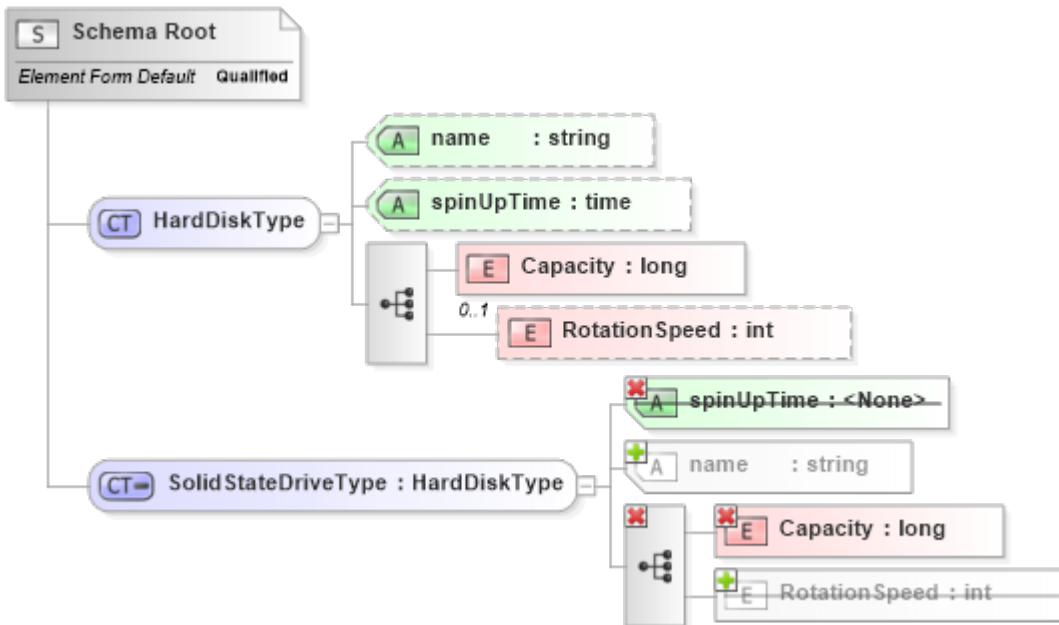 S Schema Root
Element Form Default Qualified
A name : string
A spinUpTime : time
CT HardDiskType
E Capacity : long
0..1
E RotationSpeed : int
A spinUpTime : <None>
A name : string
CT SolidStateDriveType : HardDiskType
E Capacity : long
E RotationSpeed : int